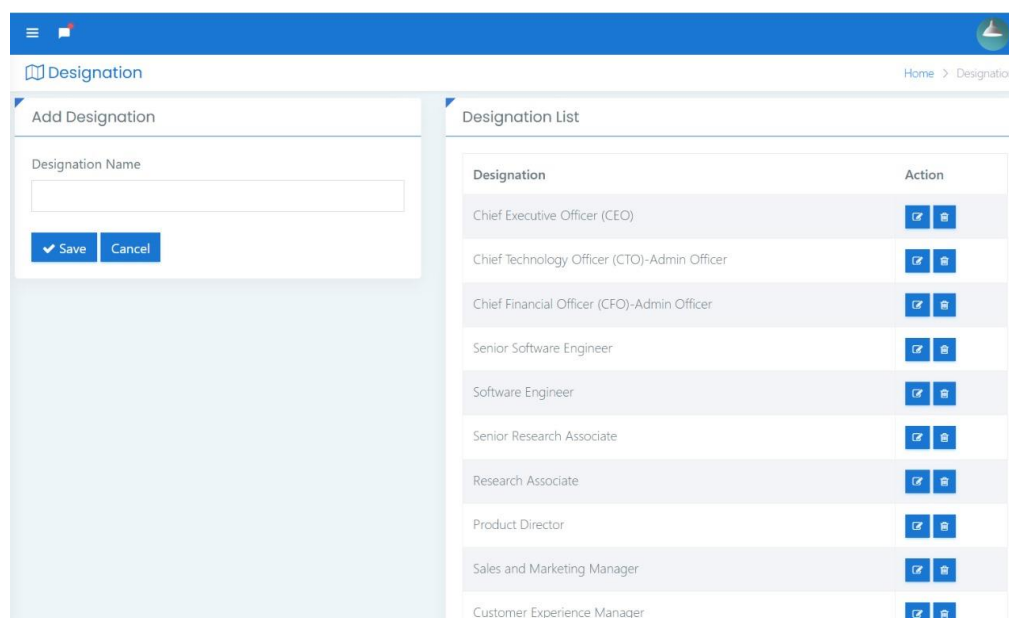 Designation
Home > Designation
Add Designation
Designation Name
Save Cancel
Designation List
Designation Action
Chief Executive Officer (CEO)
Chief Technology Officer (CTO)-Admin Officer
Chief Financial Officer (CFO)-Admin Officer
Senior Software Engineer
Software Engineer
Senior Research Associate
Research Associate
Product Director
Sales and Marketing Manager
Customer Experience Manager